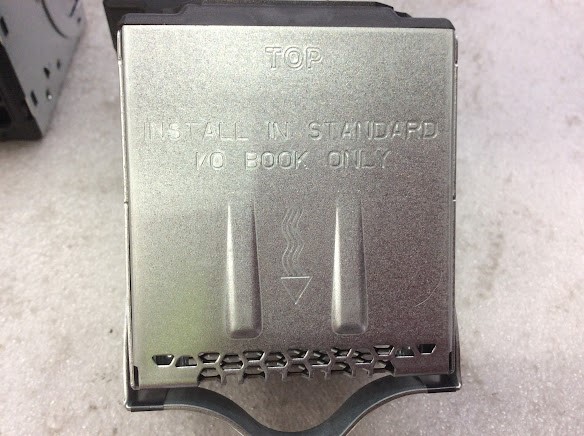 TOP
INSTALL IN STANDARD
I/O BOOK ONLY